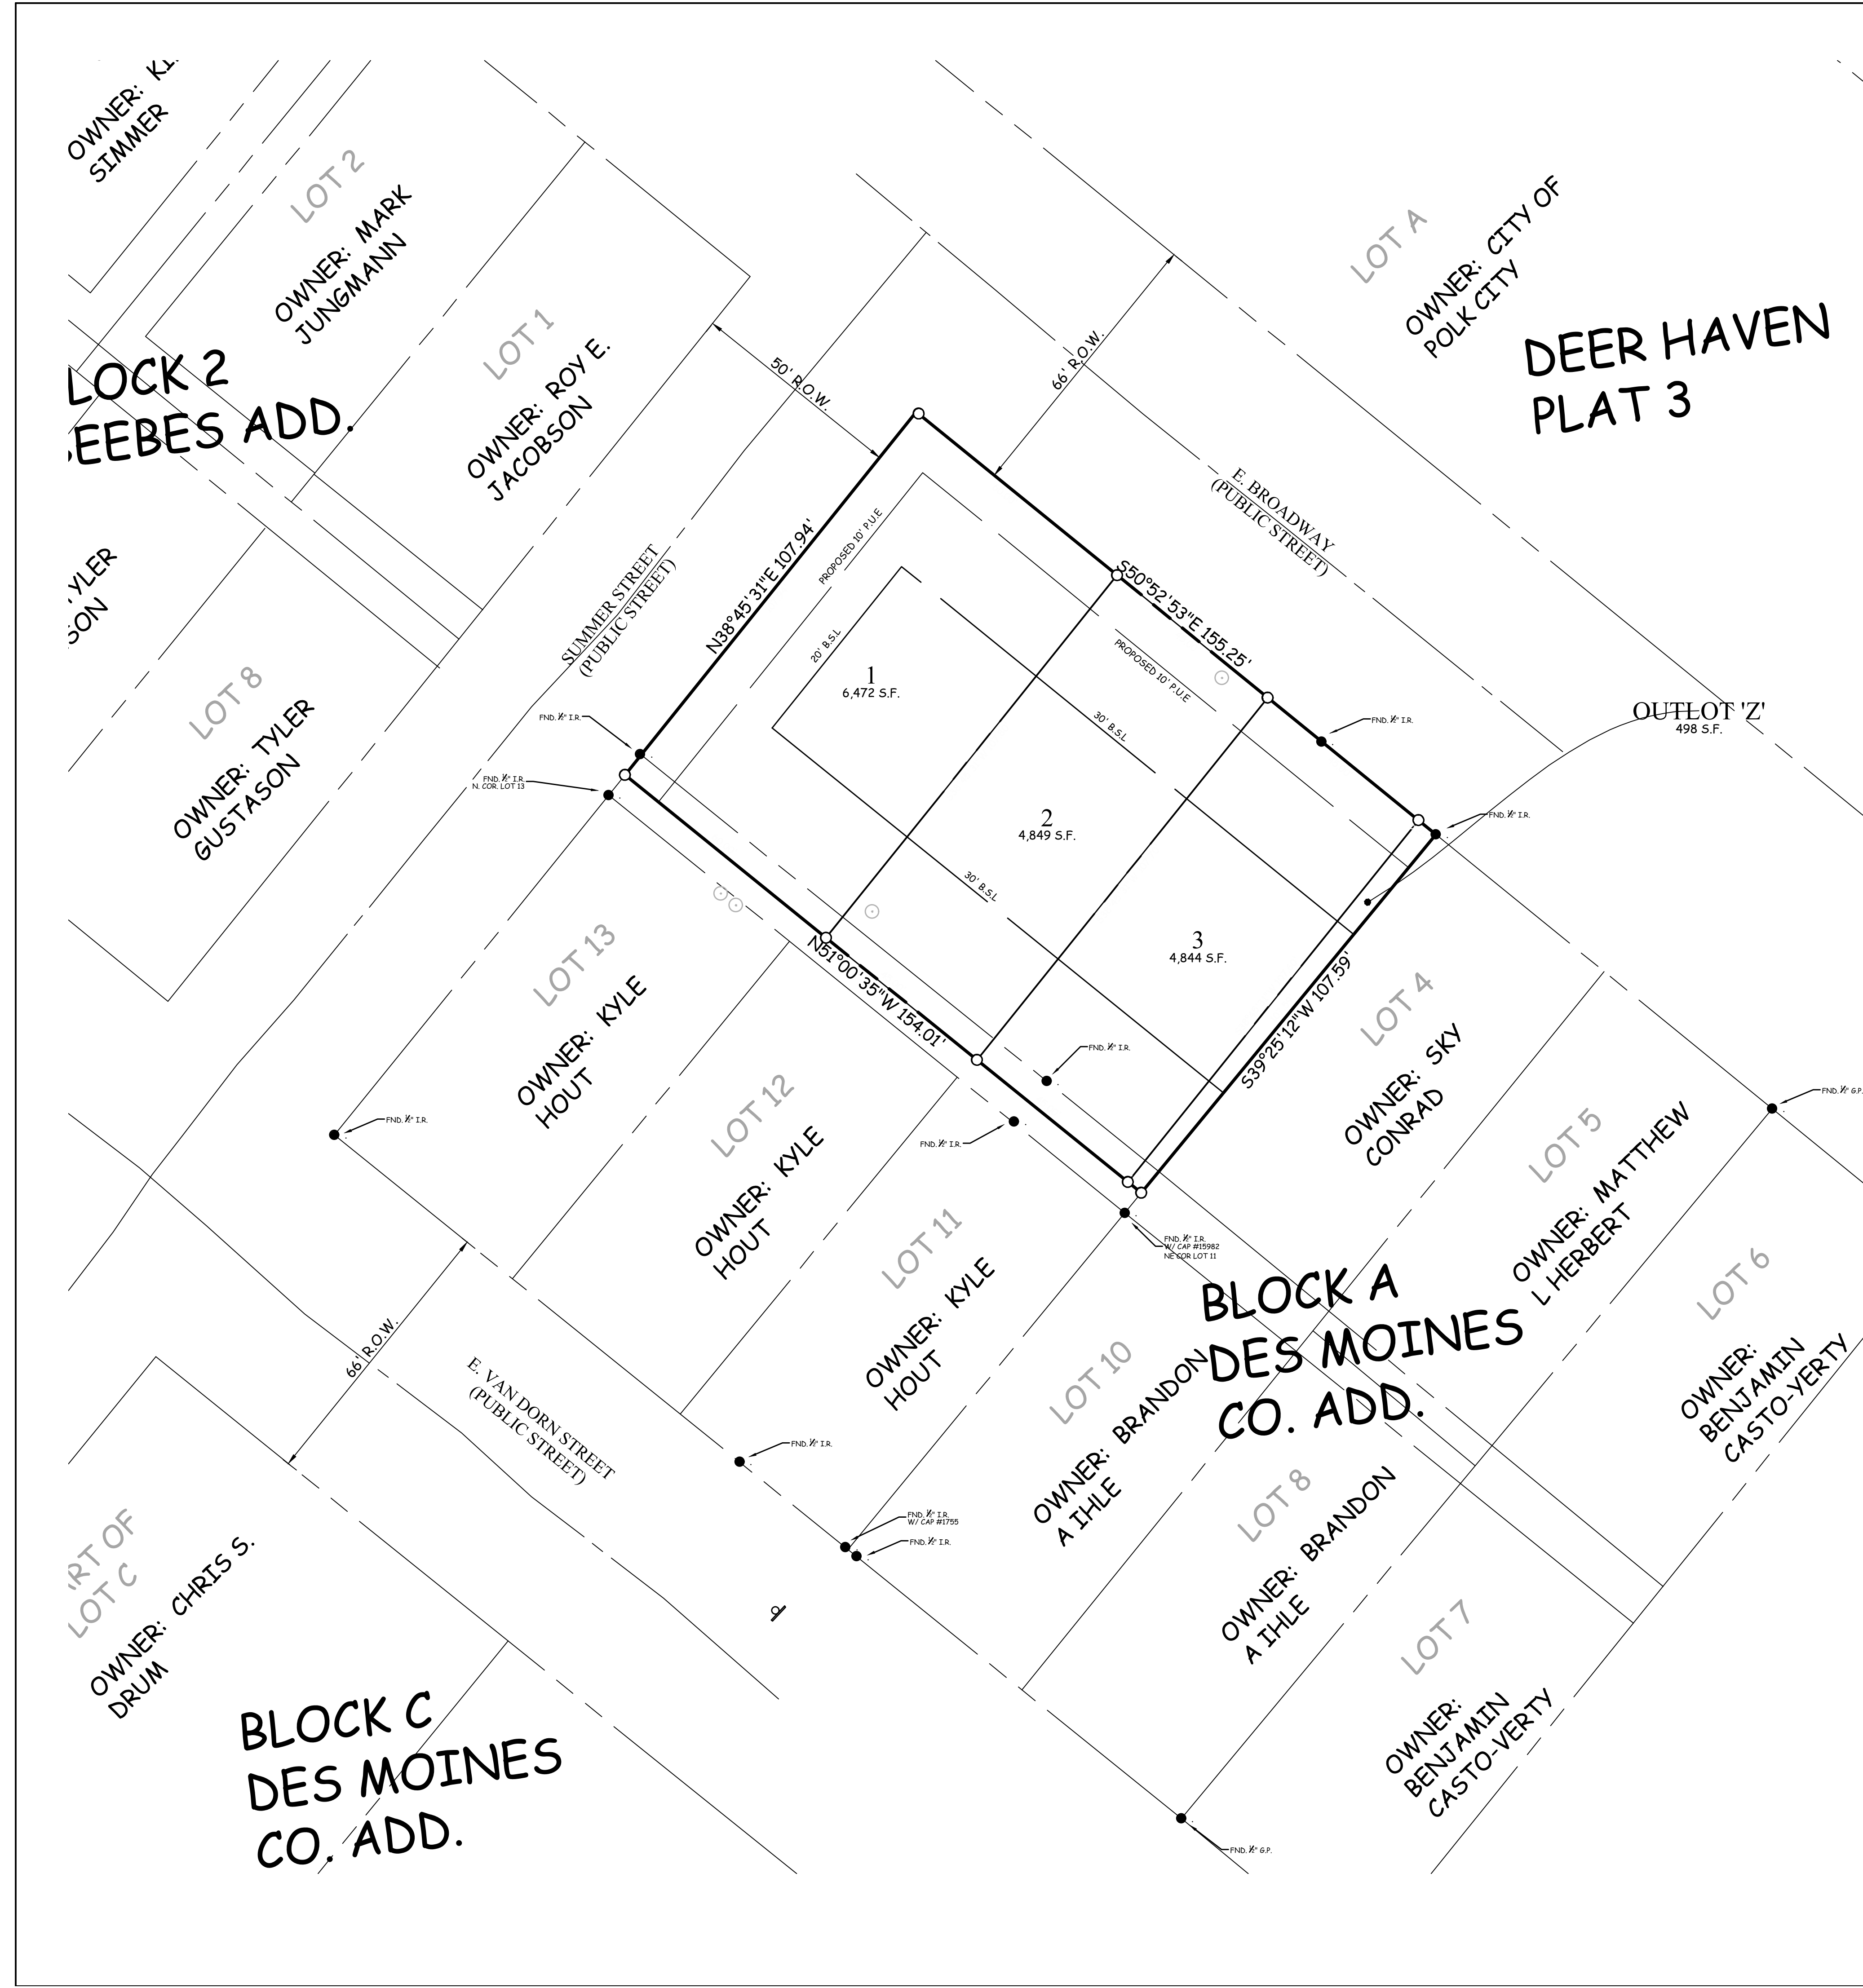 OWNER:
SIMMER
LOT 2
OWNER: MARK
JUNGMANN
LOT 1
OWNER: ROY E.
JACOBSON
LOCK 2
EEBES ADD.
50' R.O.W.
66' R.O.W.
LOT A
OWNER: CITY OF
POLK CITY
DEER HAVEN
PLAT 3
E. BROADWAY
(PUBLIC STREET)
SUMMER STREET
(PUBLIC STREET)
N38°45'31"E 107.94'
PROPOSED 10' P.U.E
20' B.S.L
1
6,472 S.F.
S50°52'53"E 155.25'
PROPOSED 10' P.U.E
30' B.S.L
2
4,849 S.F.
30' B.S.L
3
4,844 S.F.
OUTLOT 'Z'
498 S.F.
FND. ½" I.R.
FND. ½" I.R.
FND. ½" I.R.
FND. ½" I.R.
N. COR. LOT 13
N51°00'35"W 154.01'
S39°25'12"W 107.59'
YLER
SON
LOT 8
OWNER: TYLER
GUSTASON
LOT 13
OWNER: KYLE
HOUT
LOT 12
OWNER: KYLE
HOUT
LOT 11
OWNER: KYLE
HOUT
FND. ½" I.R.
FND. ½" I.R.
FND. ½" I.R.
FND. ½" I.R.
W/ CAP #15982
NE COR LOT 11
LOT 4
OWNER: SKY
CONRAD
LOT 5
OWNER: MATTHEW
L HERBERT
FND. ½" G.P.
LOT 6
OWNER:
BENJAMIN
CASTO-VERTY
BLOCK A
DES MOINES
CO. ADD.
LOT 10
OWNER: BRANDON
A IHLE
LOT 8
OWNER: BRANDON
A IHLE
LOT 7
OWNER:
BENJAMIN
CASTO-VERTY
66' R.O.W.
E. VAN DORN STREET
(PUBLIC STREET)
FND. ½" I.R.
FND. ½" I.R.
W/ CAP #1755
FND. ½" I.R.
FND. ½" G.P.
RT OF
LOT C
OWNER: CHRIS S.
DRUM
BLOCK C
DES MOINES
CO. ADD.